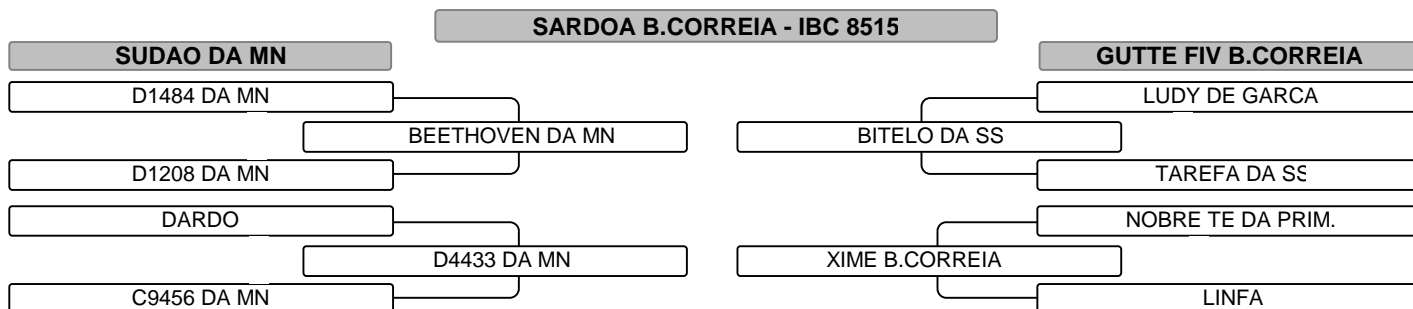 SARDOA B.CORREIA - IBC 8515
SUDAO DA MN
GUTTE FIV B.CORREIA
D1484 DA MN
LUDY DE GARCA
BEETHOVEN DA MN
BITELO DA SS
D1208 DA MN
TAREFA DA SS
DARDO
NOBRE TE DA PRIM.
D4433 DA MN
XIME B.CORREIA
C9456 DA MN
LINFA